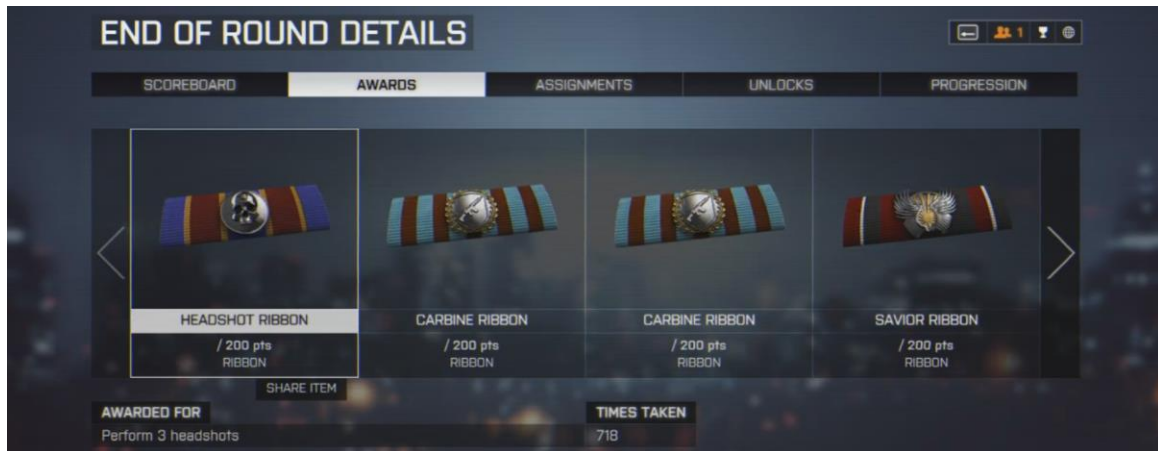 END OF ROUND DETAILS
1
SCOREBOARD AWARDS ASSIGNMENTS UNLOCKS PROGRESSION
HEADSHOT RIBBON CARBINE RIBBON CARBINE RIBBON SAVIOR RIBBON
/ 200 pts / 200 pts / 200 pts / 200 pts
RIBBON RIBBON RIBBON RIBBON
SHARE ITEM
AWARDED FOR TIMES TAKEN
Perform 3 headshots 718